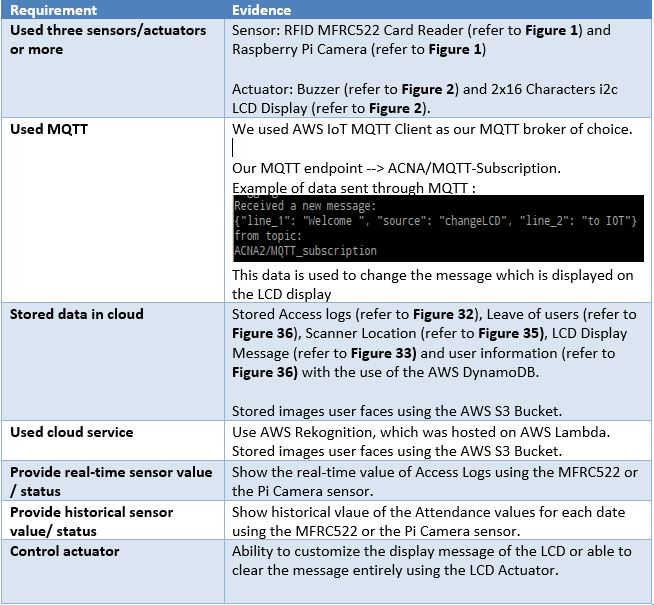 Requirement Evidence
Used three sensors/actuators or more
Sensor: RFID MFRC522 Card Reader (refer to Figure 1) and
Raspberry Pi Camera (refer to Figure 1)
Actuator: Buzzer (refer to Figure 2) and 2x16 Characters i2c
LCD Display (refer to Figure 2).
Used MQTT
We used AWS IoT MQTT Client as our MQTT broker of choice.
Our MQTT endpoint --> ACNA/MQTT-Subscription.
Example of data sent through MQTT :
Received a new message:
{"line_1": "Welcome ", "source": "changeLCD", "line_2": "to IOT"}
from topic:
ACNA2/MQTT_subscription
This data is used to change the message which is displayed on
the LCD display
Stored data in cloud
Stored Access logs (refer to Figure 32), Leave of users (refer to
Figure 36), Scanner Location (refer to Figure 35), LCD Display
Message (refer to Figure 33) and user information (refer to
Figure 36) with the use of the AWS DynamoDB.
Stored images user faces using the AWS S3 Bucket.
Used cloud service
Use AWS Rekognition, which was hosted on AWS Lambda.
Stored images user faces using the AWS S3 Bucket.
Provide real-time sensor value
/ status
Show the real-time value of Access Logs using the MFRC522 or
the Pi Camera sensor.
Provide historical sensor
value/ status
Show historical vlaue of the Attendance values for each date
using the MFRC522 or the Pi Camera sensor.
Control actuator
Ability to customize the display message of the LCD or able to
clear the message entirely using the LCD Actuator.